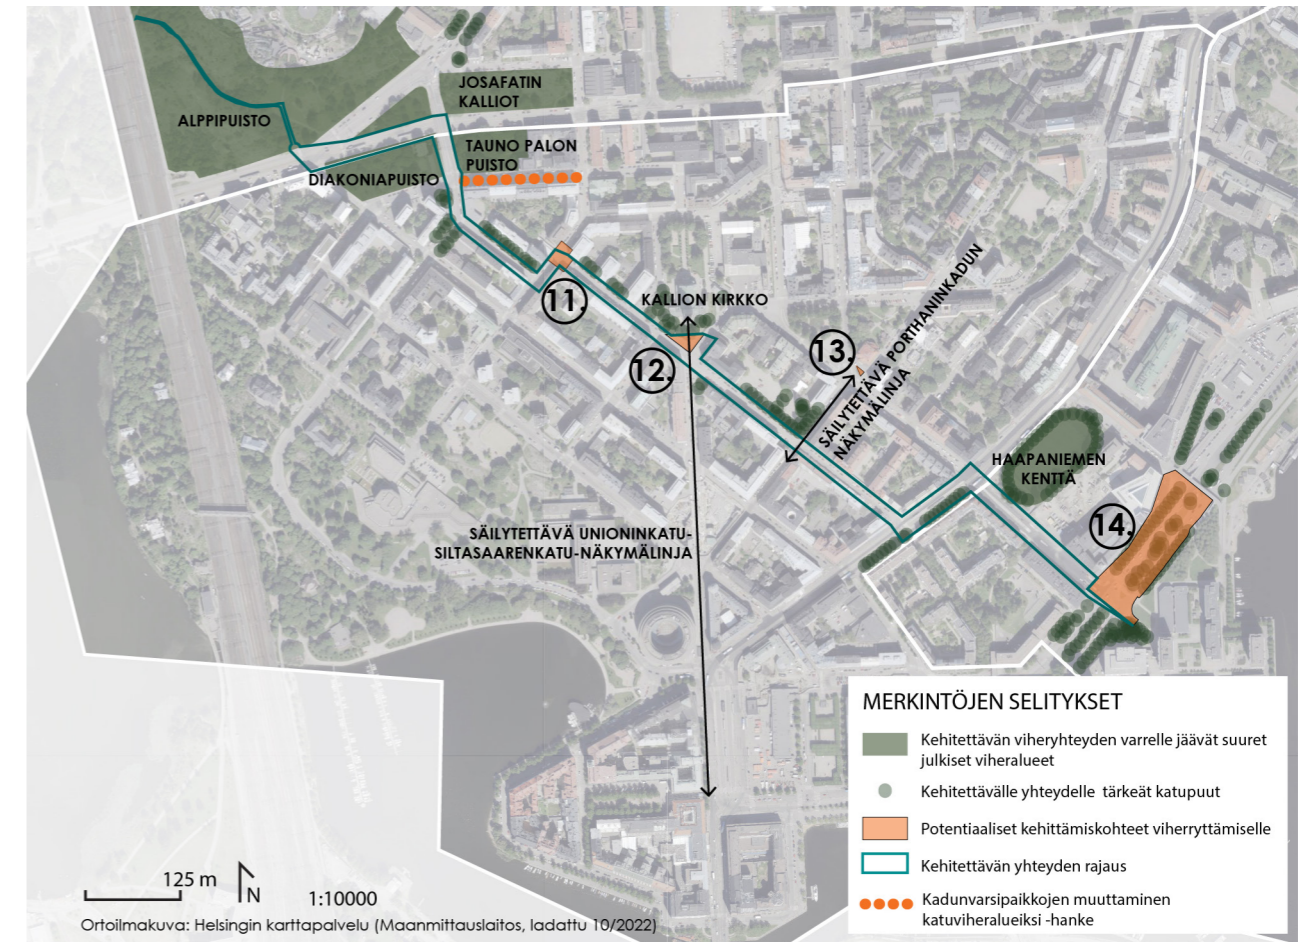 JOSAFATIN
KALLIOT
ALPPIPUISTO
TAUNO PALON
PUISTO
DIAKONIAPUISTO
11.
KALLION KIRKKO
12.
13.
SÄILYTETTÄVÄ PORTHANINKADUN
NÄKYMÄLINJA
HAAPANIEMEN
KENTTÄ
14.
SÄILYTETTÄVÄ UNIONINKATU-
SILTASAARENKATU-NÄKYMÄLINJA
MERKINTÖJEN SELITYKSET
Kehitettävän viheryhteyden varrelle jäävät suuret
julkiset viheralueet
Kehitettävälle yhteydelle tärkeät katupuut
Potentiaaliset kehittämiskohteet viherryttämiselle
Kehitettävän yhteyden rajaus
Kadunvarsipaikkojen muuttaminen
katuviheralueiksi -hanke
125 m
N
1:10000
Ortoilmakuva: Helsingin karttapalvelu (Maanmittauslaitos, ladattu 10/2022)